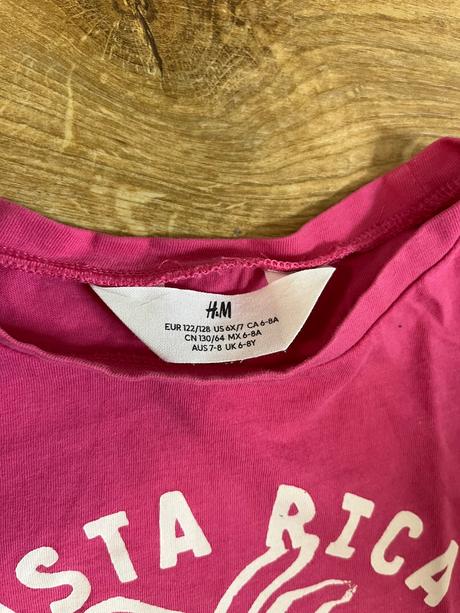 H&M
EUR 122/128 US 6X/7 CA 6-8A
CN 130/64 MX 6-8A
AUS 7-8 UK 6-8Y
STA RICA